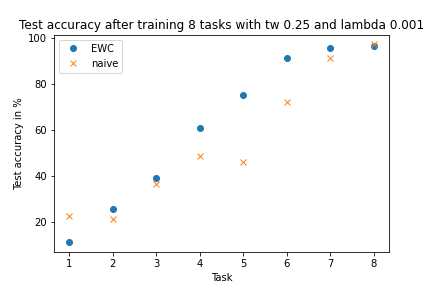 Test accuracy after training 8 tasks with tw 0.25 and lambda 0.001
100
80
60
40
20
EWC
naive
Test accuracy in %
1 2 3 4 5 6 7 8
Task